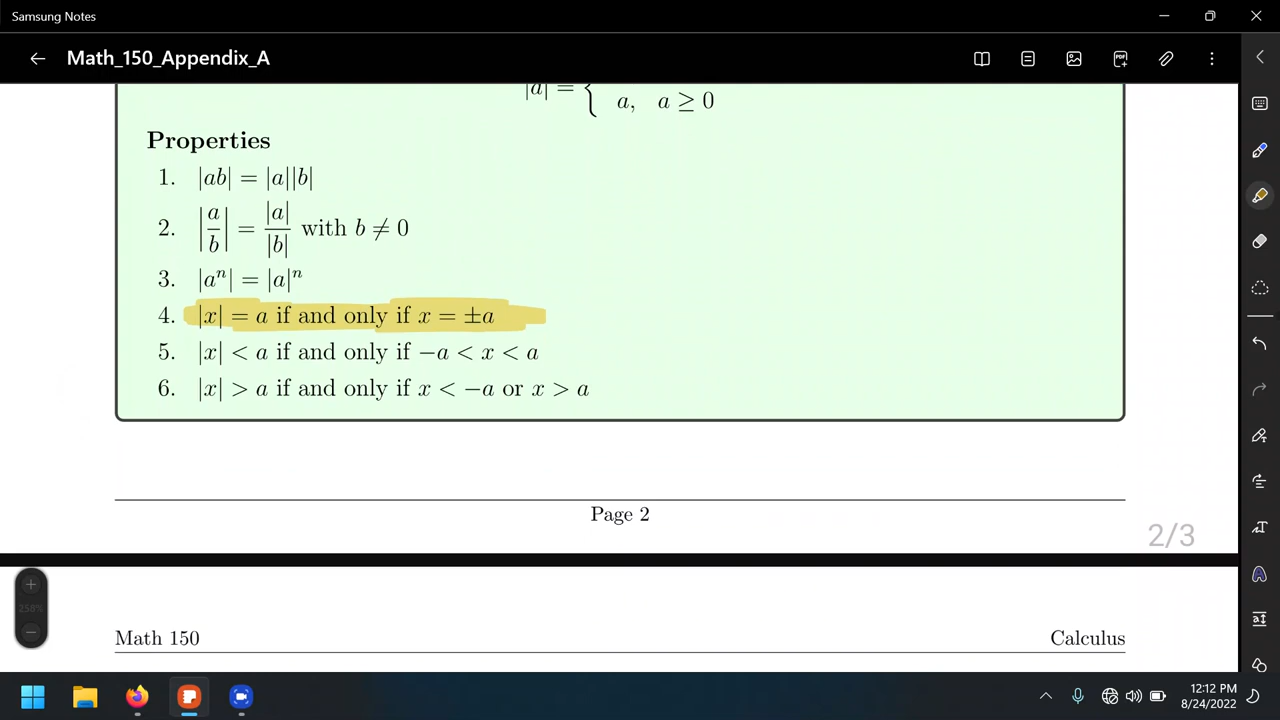 Samsung Notes
Math_150_Appendix_A
|a| = {
a, a ≥ 0
Properties
1. |ab| = |a||b|
2. |a/b| = |a|/|b| with b ≠ 0
3. |aⁿ| = |a|ⁿ
4. |x| = a if and only if x = ±a
5. |x| < a if and only if −a < x < a
6. |x| > a if and only if x < −a or x > a
Page 2
2/3
256%
Math 150 Calculus
12:12 PM
8/24/2022